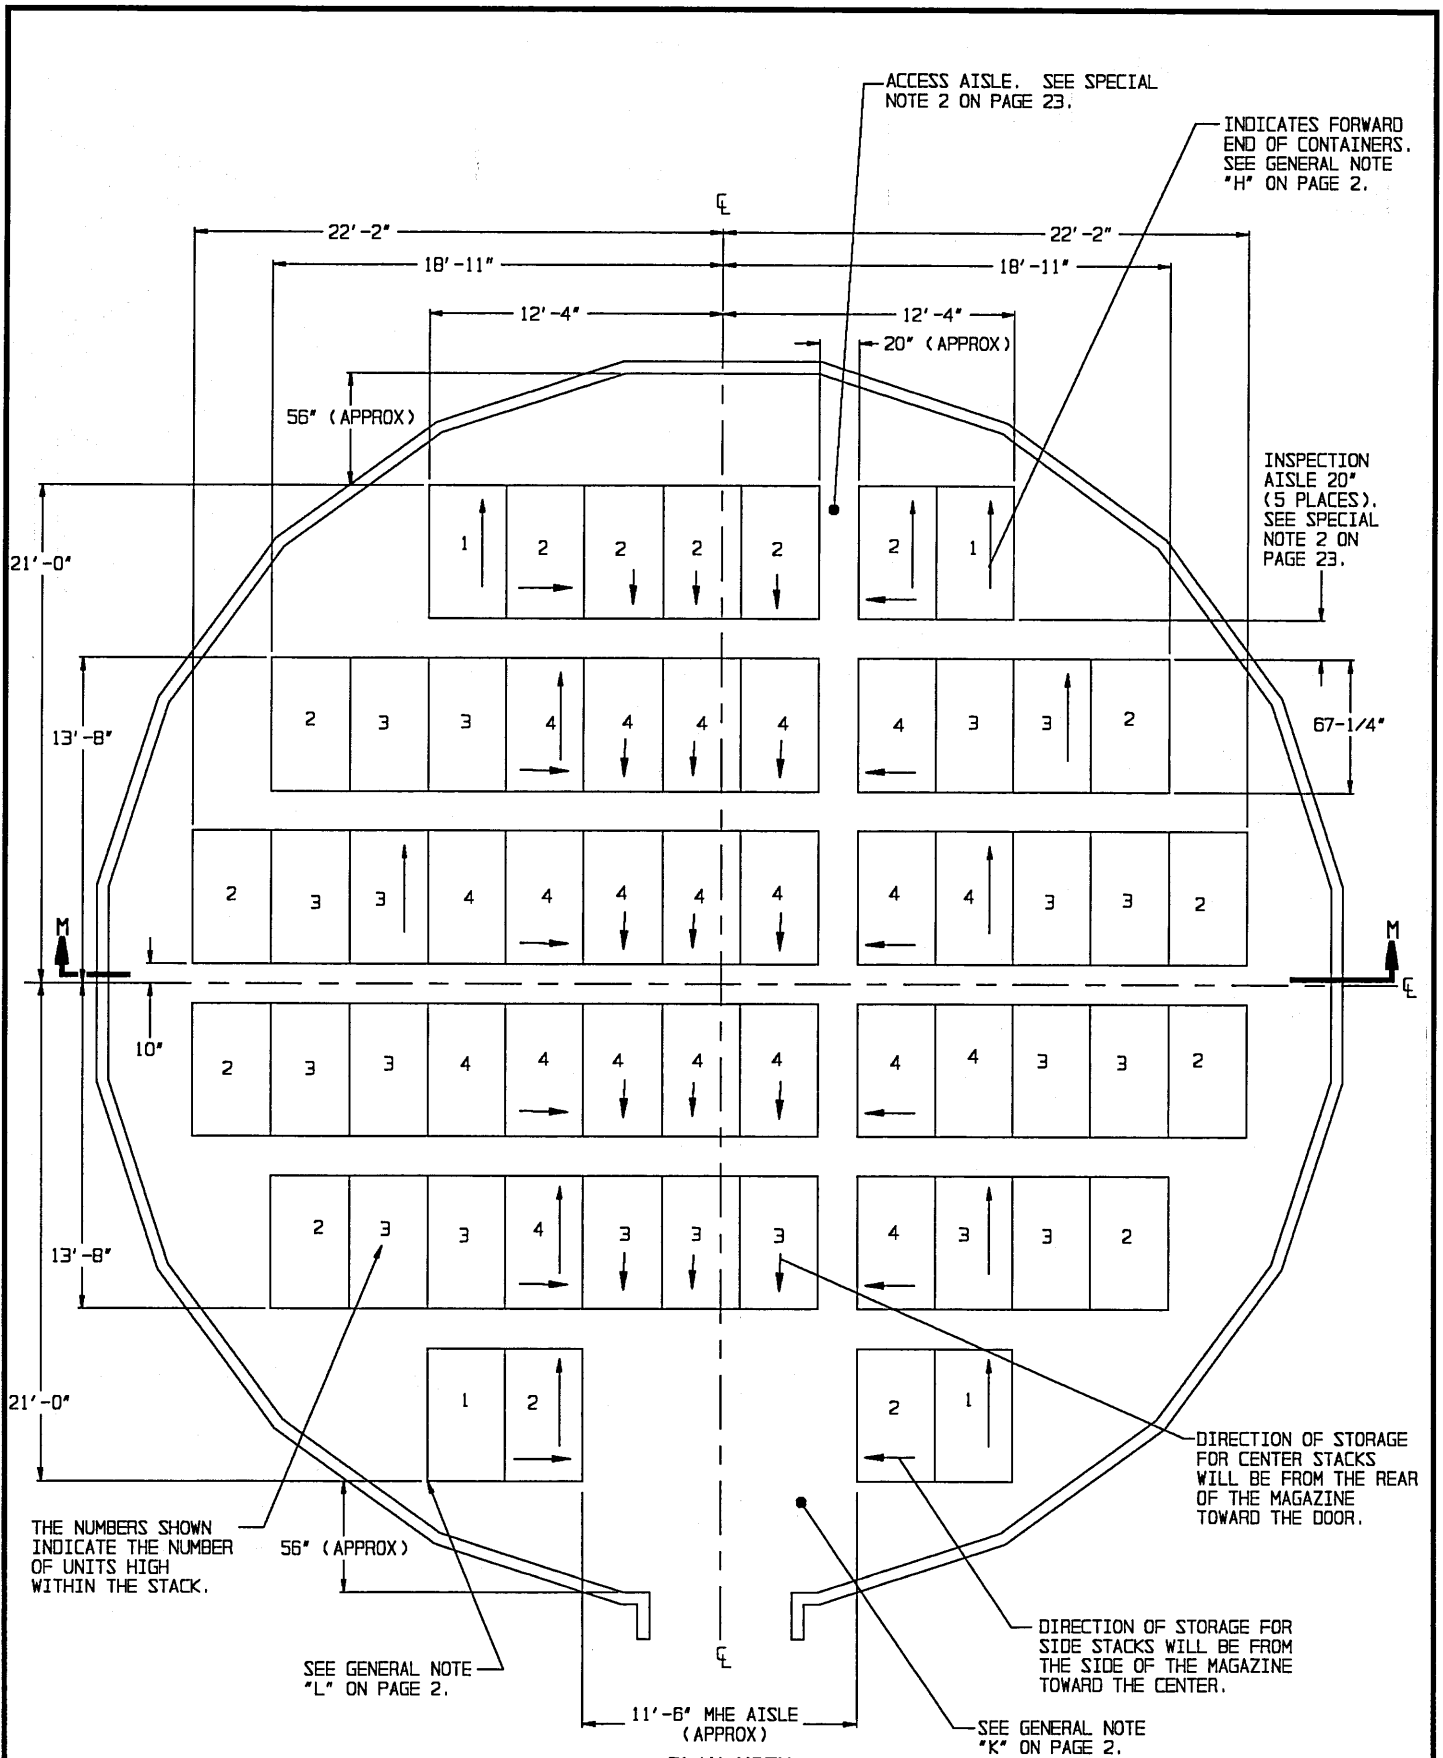 ACCESS AISLE. SEE SPECIAL
NOTE 2 ON PAGE 23.
INDICATES FORWARD
END OF CONTAINERS.
SEE GENERAL NOTE
"H" ON PAGE 2.
℄
22'-2" 22'-2"
18'-11" 18'-11"
12'-4" 12'-4"
20" (APPROX)
56" (APPROX)
INSPECTION
AISLE 20"
(5 PLACES).
SEE SPECIAL
NOTE 2 ON
PAGE 23.
21'-0"
1 2 2 2 2 2 1
13'-8"
2 3 3 4 4 4 4 4 3 3 2
67-1/4"
2 3 3 4 4 4 4 4 4 4 3 3 2
M M
℄
10"
2 3 3 4 4 4 4 4 4 4 3 3 2
2 3 3 4 3 3 3 4 3 3 2
13'-8"
1 2 2 1
21'-0"
DIRECTION OF STORAGE
FOR CENTER STACKS
WILL BE FROM THE REAR
OF THE MAGAZINE
TOWARD THE DOOR.
THE NUMBERS SHOWN
INDICATE THE NUMBER
OF UNITS HIGH
WITHIN THE STACK.
56" (APPROX)
DIRECTION OF STORAGE FOR
SIDE STACKS WILL BE FROM
THE SIDE OF THE MAGAZINE
TOWARD THE CENTER.
℄
SEE GENERAL NOTE
"L" ON PAGE 2.
11'-6" MHE AISLE
(APPROX)
SEE GENERAL NOTE
"K" ON PAGE 2.